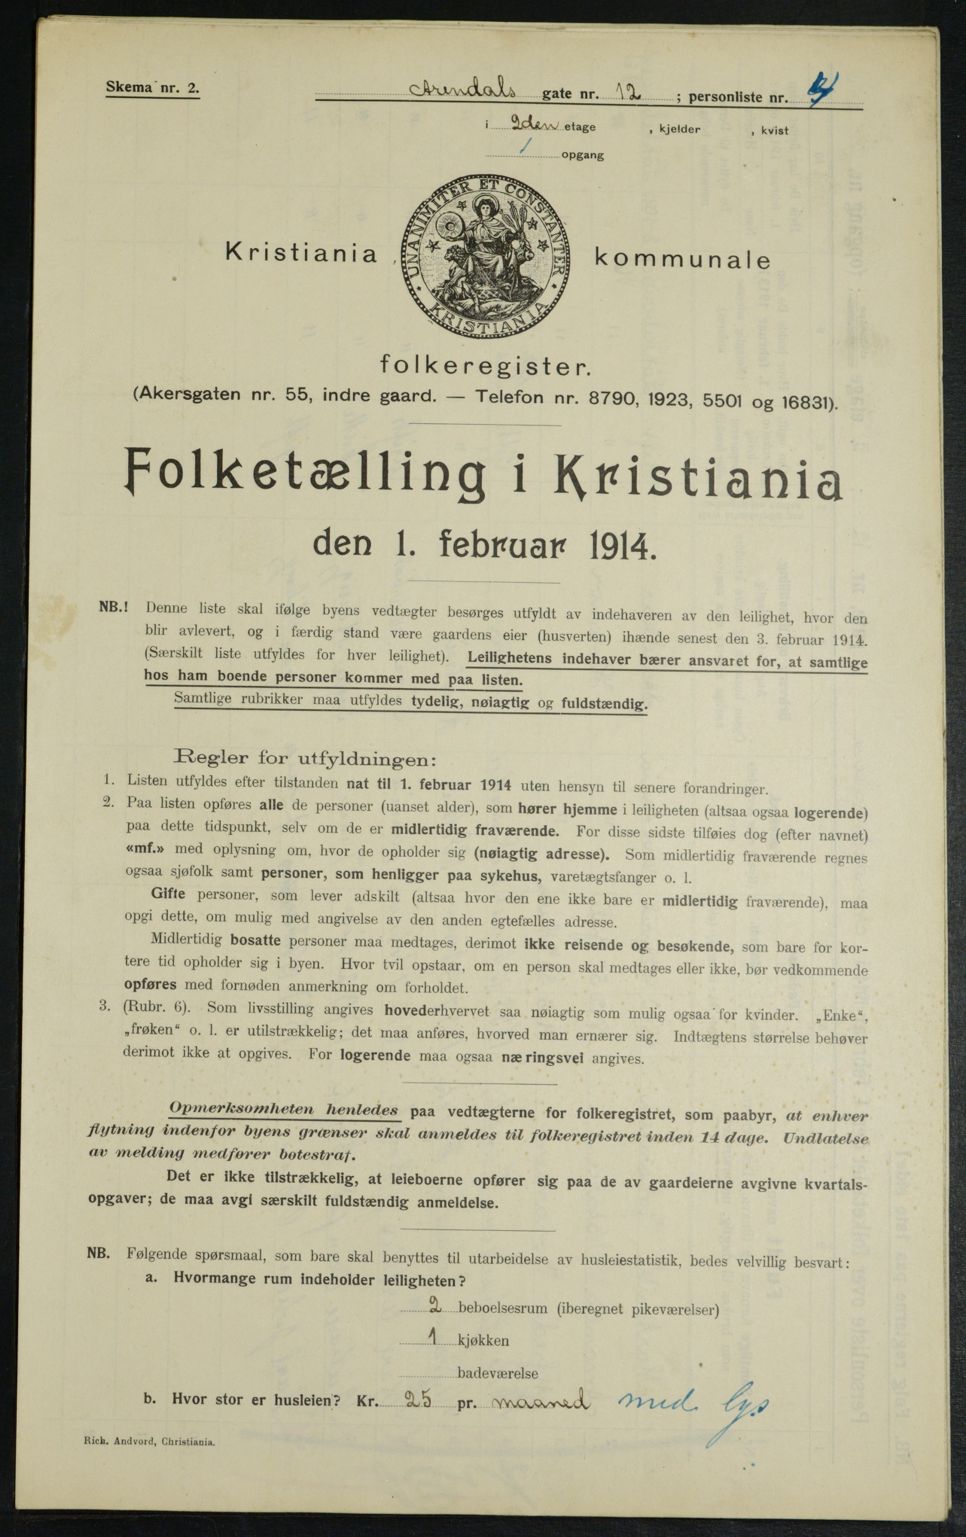 Skema nr. 2.
Arendals gate nr. 12 ; personliste nr.
i 2den etage , kjelder , kvist
1 opgang
UNANIMITER ET CONSTANTER
KRISTIANIA
Kristiania kommunale
folkeregister.
(Akersgaten nr. 55, indre gaard. — Telefon nr. 8790, 1923, 5501 og 16831).
Folketælling i Kristiania
den 1. februar 1914.
NB.! Denne liste skal ifølge byens vedtægter besørges utfyldt av indehaveren av den leilighet, hvor den
blir avlevert, og i færdig stand være gaardens eier (husverten) ihænde senest den 3. februar 1914.
(Særskilt liste utfyldes for hver leilighet). Leilighetens indehaver bærer ansvaret for, at samtlige
hos ham boende personer kommer med paa listen.
Samtlige rubrikker maa utfyldes tydelig, nøiagtig og fuldstændig.
Regler for utfyldningen:
1. Listen utfyldes efter tilstanden nat til 1. februar 1914 uten hensyn til senere forandringer.
2. Paa listen opføres alle de personer (uanset alder), som hører hjemme i leiligheten (altsaa ogsaa logerende)
paa dette tidspunkt, selv om de er midlertidig fraværende. For disse sidste tilføies dog (efter navnet)
«mf.» med oplysning om, hvor de opholder sig (nøiagtig adresse). Som midlertidig fraværende regnes
ogsaa sjøfolk samt personer, som henligger paa sykehus, varetægtsfanger o. l.
Gifte personer, som lever adskilt (altsaa hvor den ene ikke bare er midlertidig fraværende), maa
opgi dette, om mulig med angivelse av den anden egtefælles adresse.
Midlertidig bosatte personer maa medtages, derimot ikke reisende og besøkende, som bare for kor-
tere tid opholder sig i byen. Hvor tvil opstaar, om en person skal medtages eller ikke, bør vedkommende
opføres med fornøden anmerkning om forholdet.
3. (Rubr. 6). Som livsstilling angives hovederhvervet saa nøiagtig som mulig ogsaa for kvinder. „Enke“,
„frøken“ o. l. er utilstrækkelig; det maa anføres, hvorved man ernærer sig. Indtægtens størrelse behøver
derimot ikke at opgives. For logerende maa ogsaa næringsvei angives.
Opmerksomheten henledes paa vedtægterne for folkeregistret, som paabyr, at enhver
flytning indenfor byens grænser skal anmeldes til folkeregistret inden 14 dage. Undlatelse
av melding medfører botestraf.
Det er ikke tilstrækkelig, at leieboerne opfører sig paa de av gaardeierne avgivne kvartals-
opgaver; de maa avgi særskilt fuldstændig anmeldelse.
NB. Følgende spørsmaal, som bare skal benyttes til utarbeidelse av husleiestatistik, bedes velvillig besvart:
a. Hvormange rum indeholder leiligheten?
2 beboelsesrum (iberegnet pikeværelser)
1 kjøkken
badeværelse
b. Hvor stor er husleien? Kr. 25 pr. maaned med lys
Rich. Andvord, Christiania.